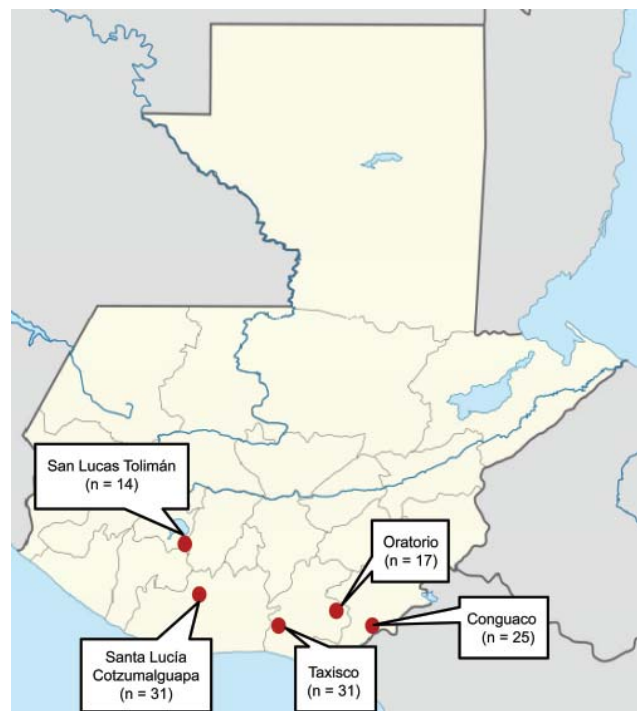 San Lucas Tolimán
(n = 14)
Oratorio
(n = 17)
Conguaco
(n = 25)
Santa Lucía
Cotzumalguapa
(n = 31)
Taxisco
(n = 31)